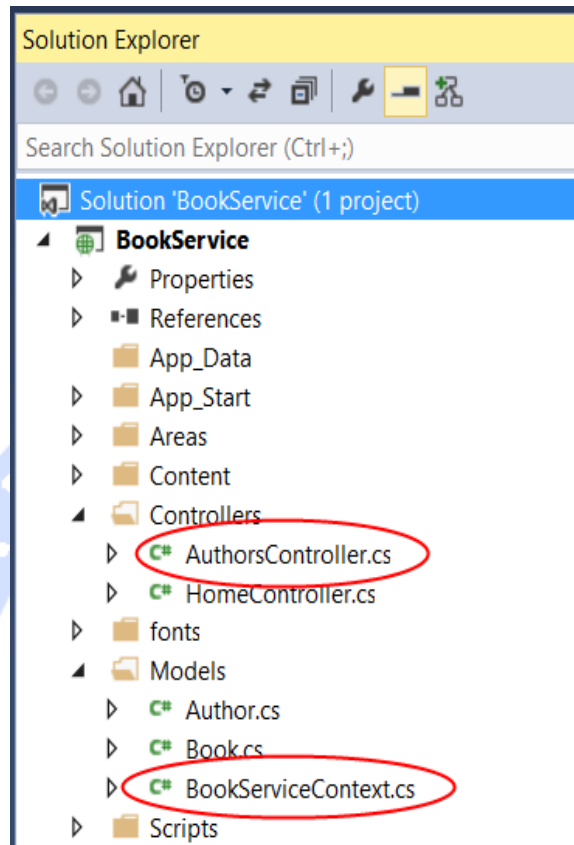 Solution Explorer
Search Solution Explorer (Ctrl+;)
Solution 'BookService' (1 project)
BookService
Properties
References
App_Data
App_Start
Areas
Content
Controllers
C# AuthorsController.cs
C# HomeController.cs
fonts
Models
C# Author.cs
C# Book.cs
C# BookServiceContext.cs
Scripts